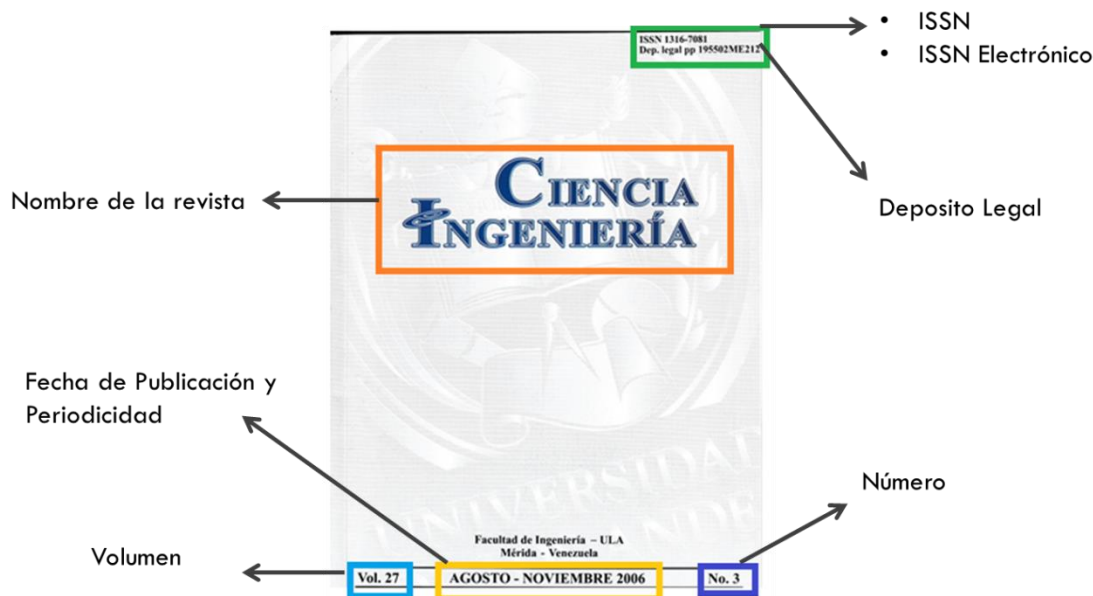 • ISSN
• ISSN Electrónico
ISSN 1316-7081
Dep. legal pp 195502ME212
CIENCIA
e INGENIERÍA
Nombre de la revista
Deposito Legal
Fecha de Publicación y
Periodicidad
Número
UNIVERSIDAD
Facultad de Ingeniería – ULA
Mérida - Venezuela
Volumen
Vol. 27
AGOSTO - NOVIEMBRE 2006
No. 3